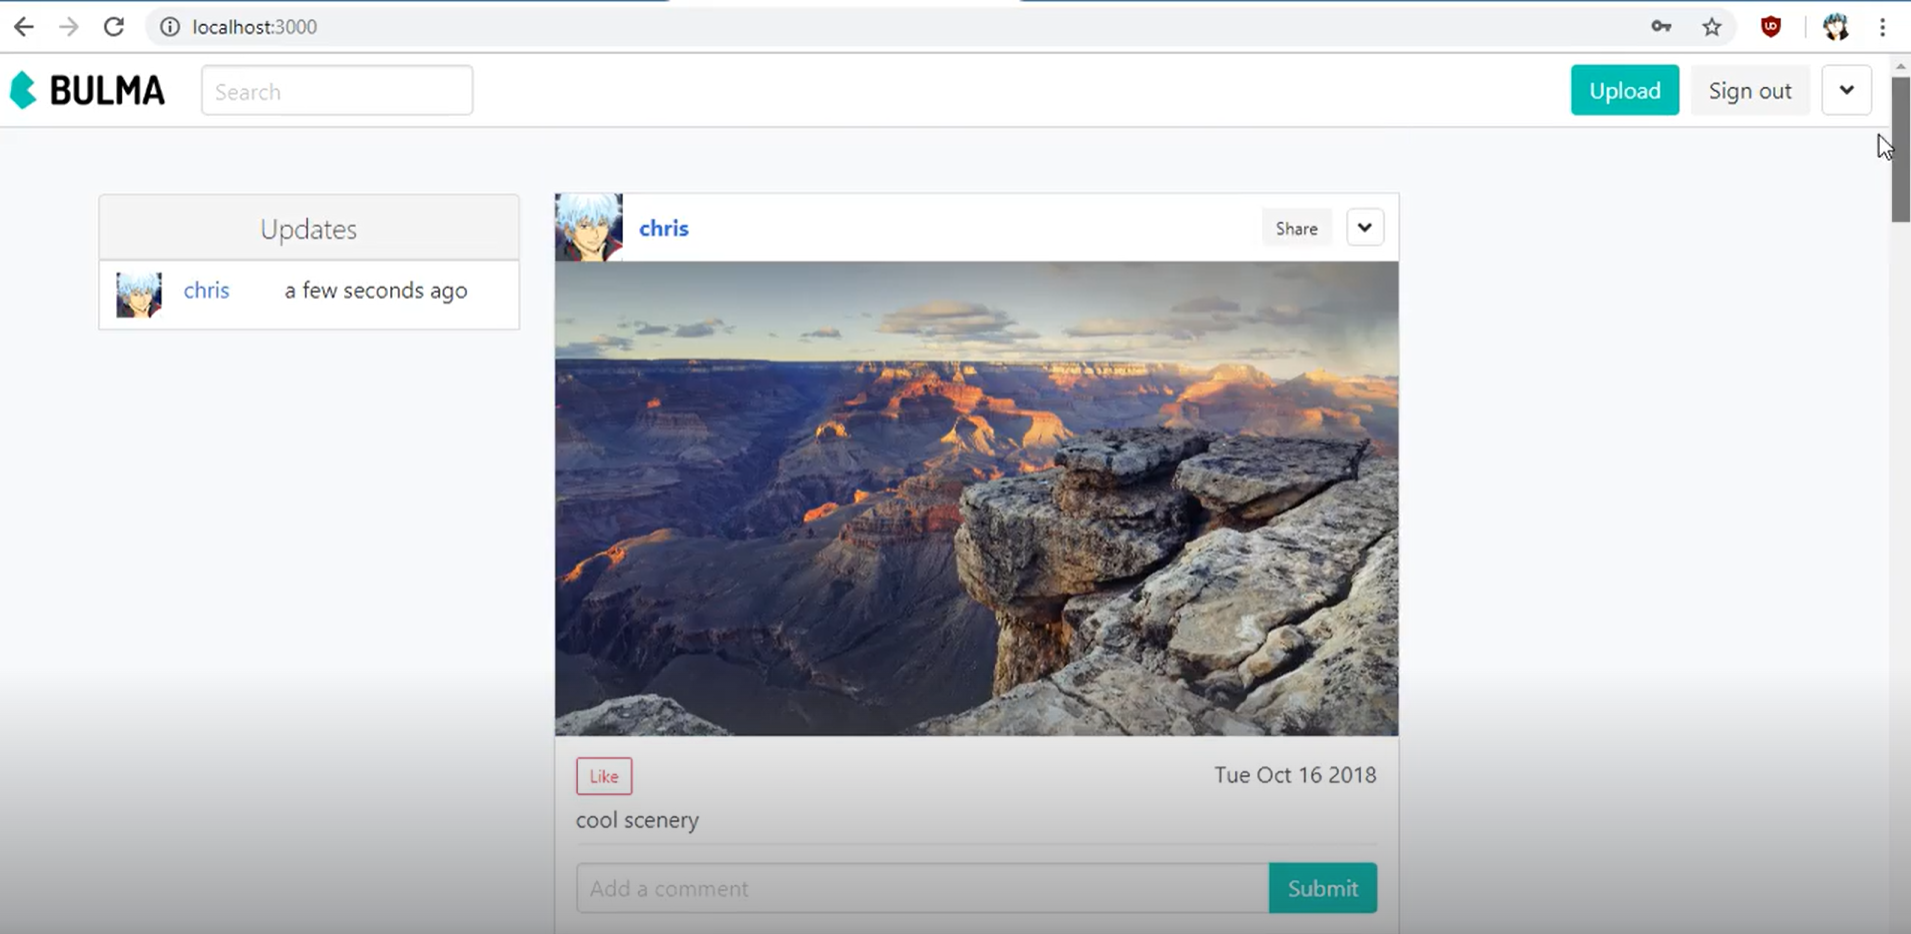 localhost:3000
BULMA
Search
Upload
Sign out
Updates
chris
a few seconds ago
chris
Share
Like
Tue Oct 16 2018
cool scenery
Add a comment
Submit